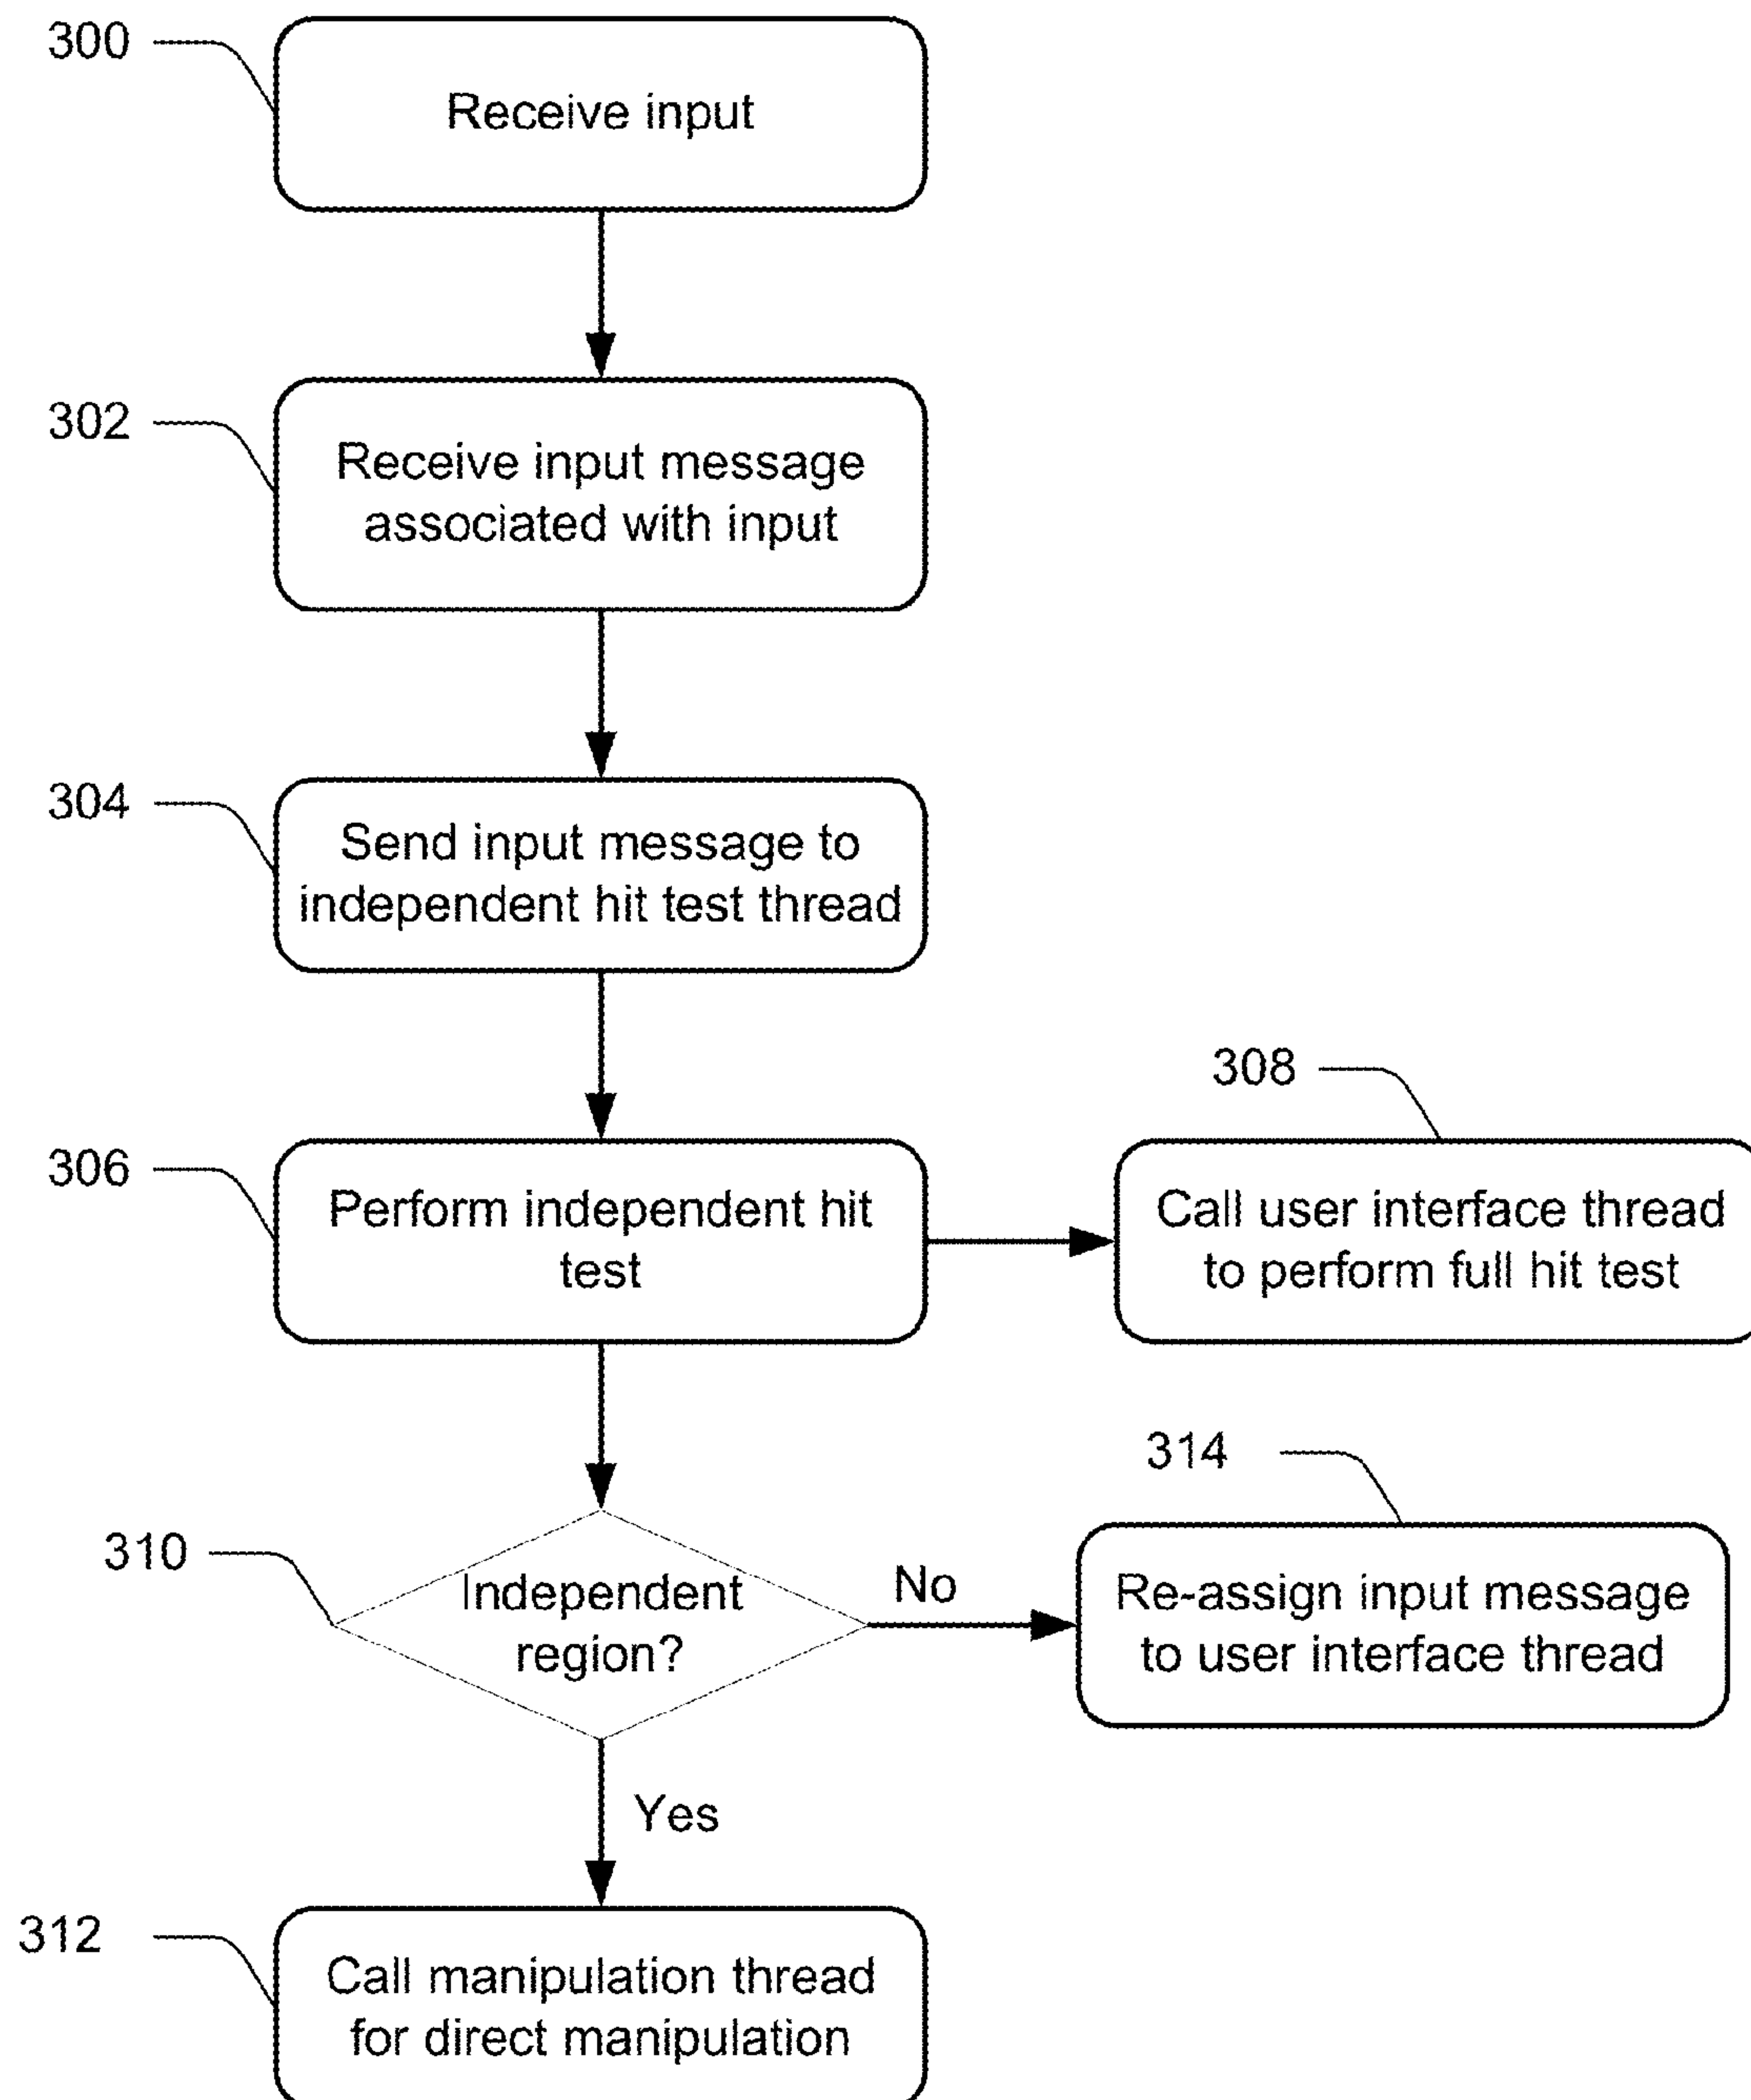 300
Receive input
302
Receive input message
associated with input
304
Send input message to
independent hit test thread
306
Perform independent hit
test
308
Call user interface thread
to perform full hit test
310
Independent
region?
No
314
Re-assign input message
to user interface thread
Yes
312
Call manipulation thread
for direct manipulation